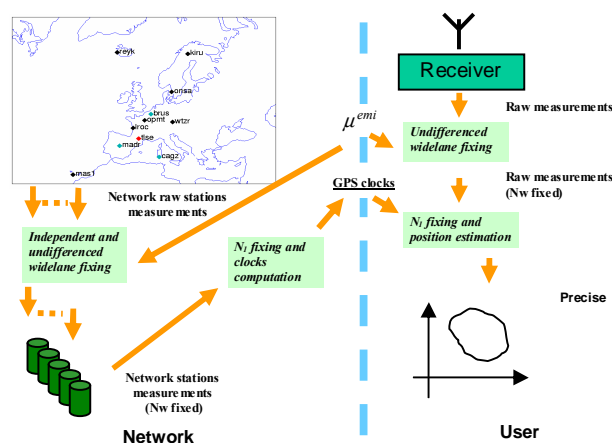 reyk
kiru
onsa
brus
opmt
wtzr
lroc
tlse
madr
cagz
mas1
Network raw stations
measurements
Independent and
undifferenced
widelane fixing
N1 fixing and
clocks
computation
Network stations
measurements
(Nw fixed)
Network
μ^emi
GPS clocks
Receiver
Raw measurements
Undifferenced
widelane fixing
Raw measurements
(Nw fixed)
N1 fixing and
position estimation
Precise
User